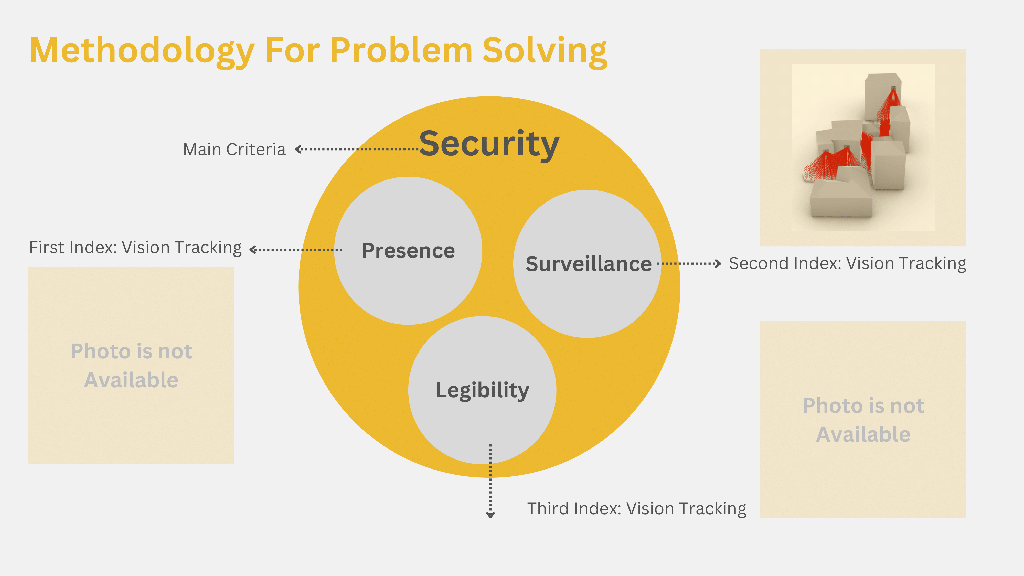 Methodology For Problem Solving
Main Criteria
Security
First Index: Vision Tracking
Presence
Surveillance
Second Index: Vision Tracking
Photo is not
Available
Legibility
Photo is not
Available
Third Index: Vision Tracking